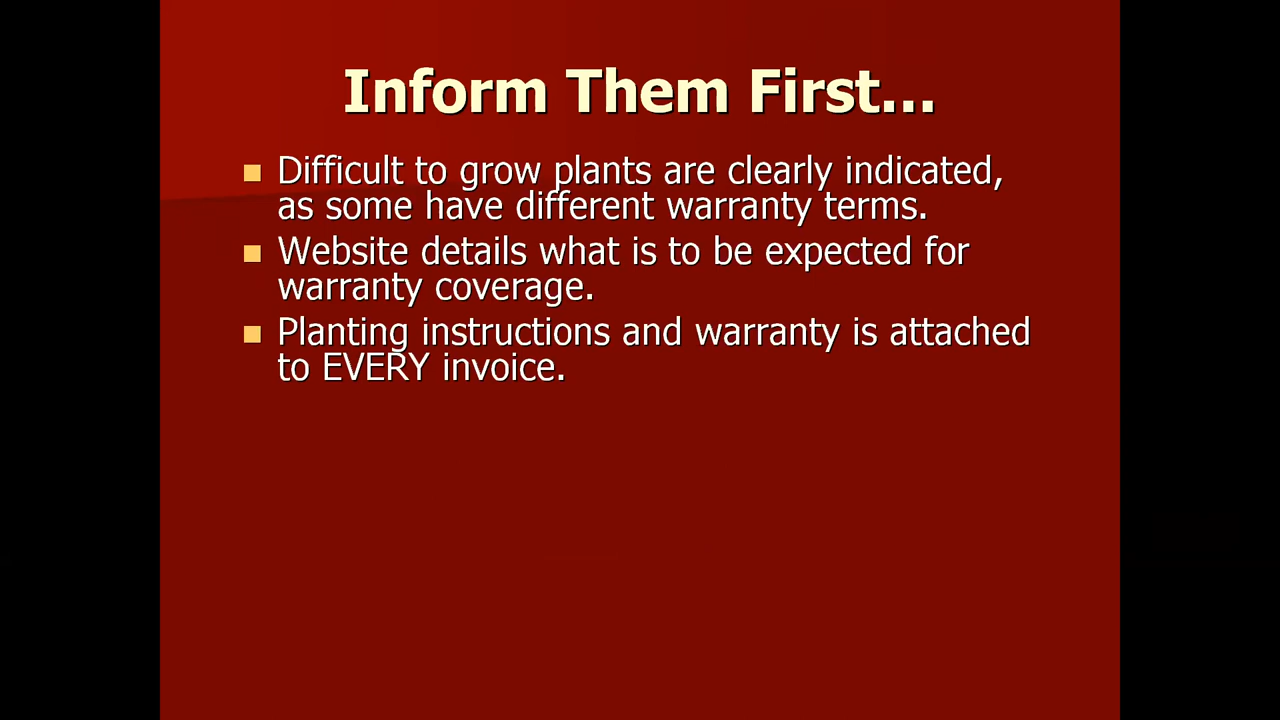 Inform Them First...
Difficult to grow plants are clearly indicated,
as some have different warranty terms.
Website details what is to be expected for
warranty coverage.
Planting instructions and warranty is attached
to EVERY invoice.